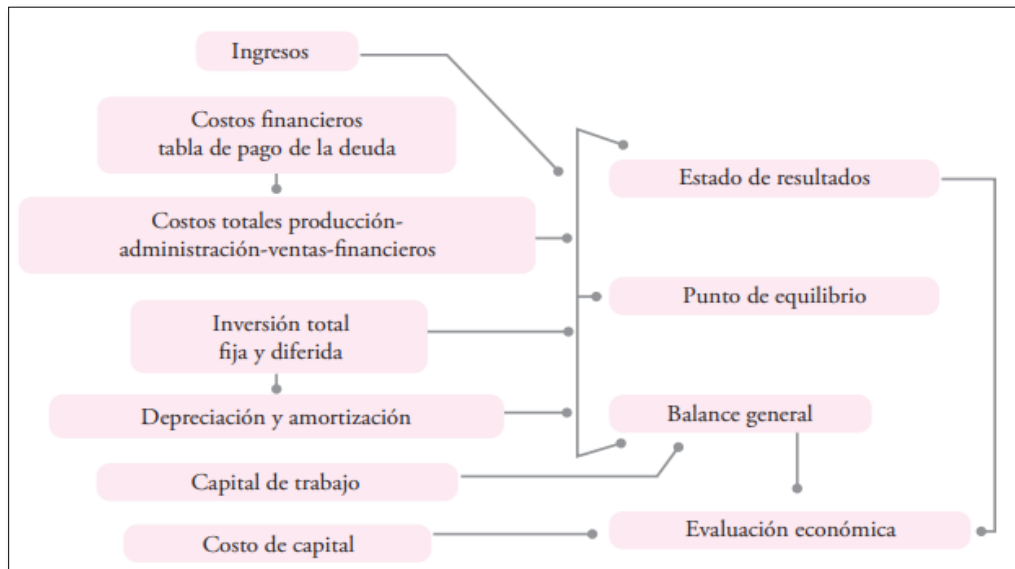 Ingresos
Costos financieros
tabla de pago de la deuda
Costos totales producción-
administración-ventas-financieros
Inversión total
fija y diferida
Depreciación y amortización
Capital de trabajo
Costo de capital
Estado de resultados
Punto de equilibrio
Balance general
Evaluación económica